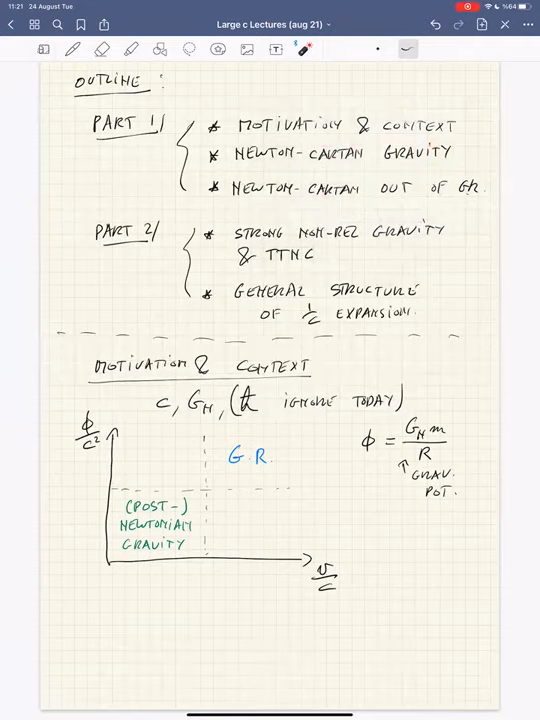 11:21 24 August Tue
%64
Large c Lectures (aug 21)
OUTLINE :
PART 1/
* MOTIVATION & CONTEXT
* NEWTON-CARTAN GRAVITY
* NEWTON-CARTAN OUT OF GR.
PART 2/
* STRONG NON-REL GRAVITY
& TTNC
* GENERAL STRUCTURE
OF 1/c EXPANSION.
MOTIVATION & CONTEXT
c, G_N, (ℏ IGNORE TODAY)
ϕ/c²
G.R.
ϕ = G_N m / R
↑ GRAV.
POT.
(POST-)
NEWTONIAN
GRAVITY
v/c